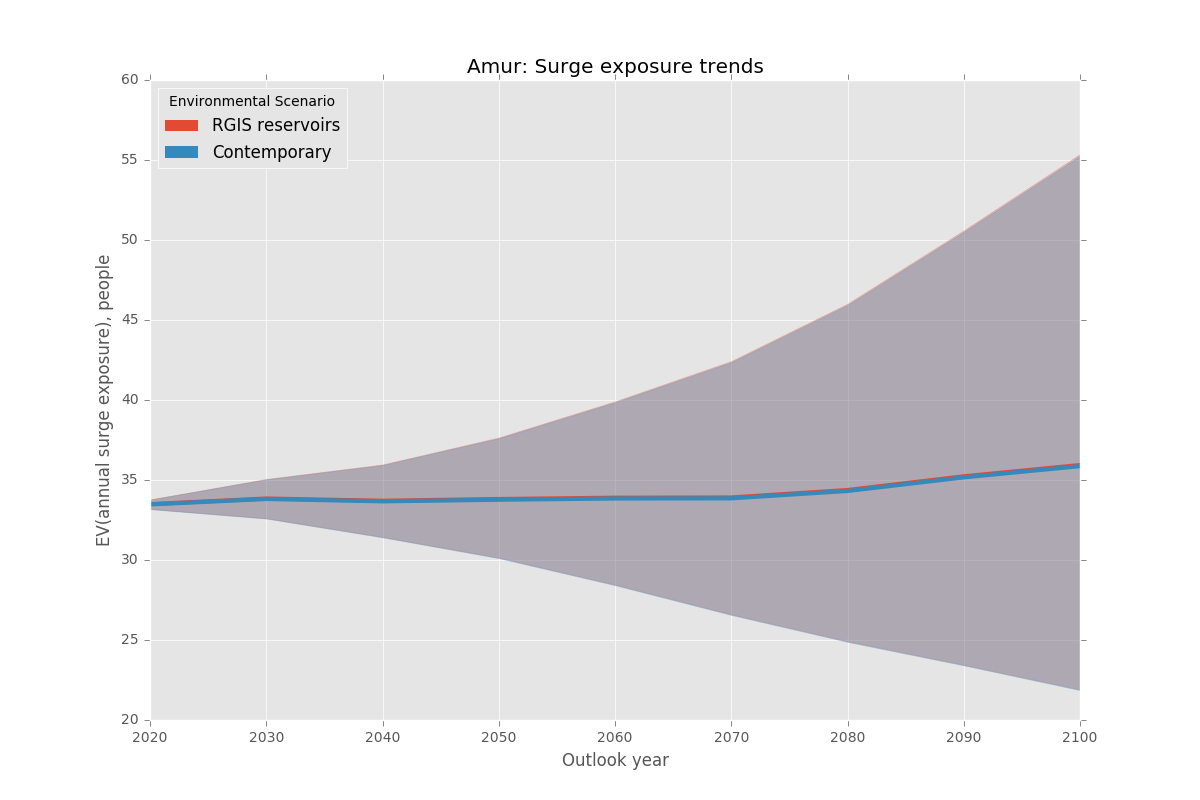 Amur: Surge exposure trends
Environmental Scenario
RGIS reservoirs
Contemporary
EV(annual surge exposure), people
60
55
50
45
40
35
30
25
20
2020 2030 2040 2050 2060 2070 2080 2090 2100
Outlook year